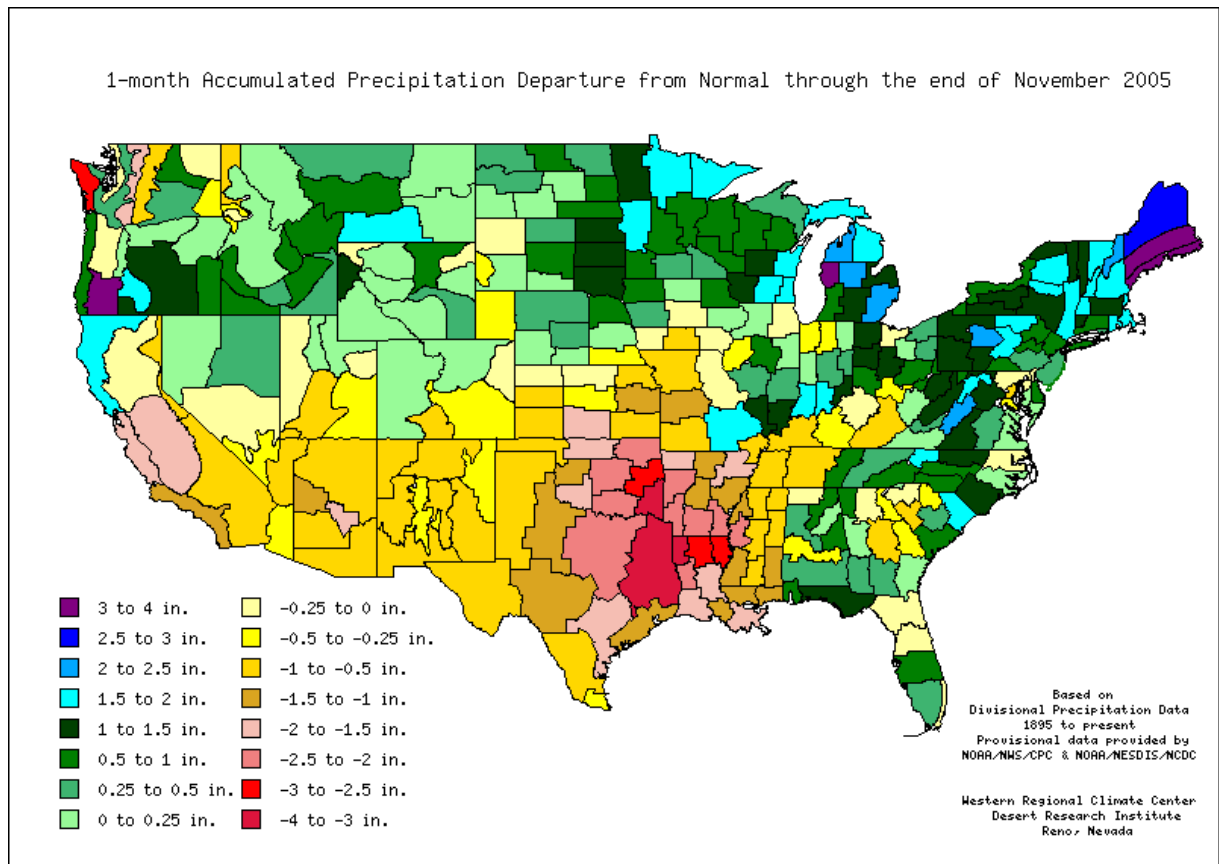 1-month Accumulated Precipitation Departure from Normal through the end of November 2005
3 to 4 in.
2.5 to 3 in.
2 to 2.5 in.
1.5 to 2 in.
1 to 1.5 in.
0.5 to 1 in.
0.25 to 0.5 in.
0 to 0.25 in.
-0.25 to 0 in.
-0.5 to -0.25 in.
-1 to -0.5 in.
-1.5 to -1 in.
-2 to -1.5 in.
-2.5 to -2 in.
-3 to -2.5 in.
-4 to -3 in.
Based on
Divisional Precipitation Data
1895 to present
Provisional data provided by
NOAA/NWS/CPC & NOAA/NESDIS/NCDC
Western Regional Climate Center
Desert Research Institute
Reno, Nevada